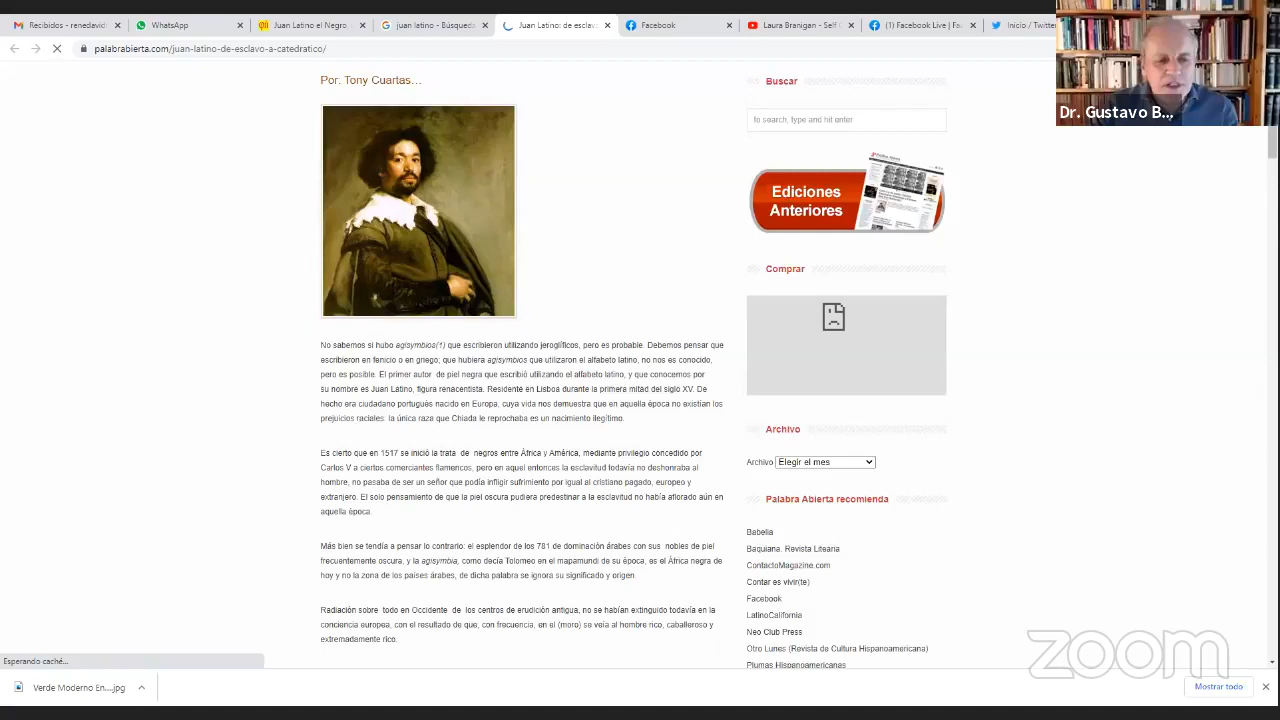 Recibidos - renedavid
WhatsApp
Juan Latino el Negro,
juan latino - Búsqueda
Juan Latino: de esclavo
Facebook
Laura Branigan - Self C
(1) Facebook Live | Fa
Inicio / Twitter
palabrabierta.com/juan-latino-de-esclavo-a-catedratico/
Dr. Gustavo B...
Por: Tony Cuartas…
No sabemos si hubo agisymbios(1) que escribieron utilizando jeroglíficos, pero es probable. Debemos pensar que
escribieron en fenicio o en griego; que hubiera agisymbios que utilizaron el alfabeto latino, no nos es conocido,
pero es posible. El primer autor de piel negra que escribió utilizando el alfabeto latino, y que conocemos por
su nombre es Juan Latino, figura renacentista. Residente en Lisboa durante la primera mitad del siglo XV. De
hecho era ciudadano portugués nacido en Europa, cuya vida nos demuestra que en aquella época no existían los
prejuicios raciales: la única raza que Chiada le reprochaba es un nacimiento ilegítimo.
Es cierto que en 1517 se inició la trata de negros entre África y América, mediante privilegio concedido por
Carlos V a ciertos comerciantes flamencos, pero en aquel entonces la esclavitud todavía no deshonraba al
hombre, no pasaba de ser un señor que podía infligir sufrimiento por igual al cristiano pagado, europeo y
extranjero. El solo pensamiento de que la piel oscura pudiera predestinar a la esclavitud no había aflorado aún en
aquella época.
Más bien se tendía a pensar lo contrario: el esplendor de los 781 de dominación árabes con sus nobles de piel
frecuentemente oscura, y la agisymbia, como decía Tolomeo en el mapamundi de su época, es el África negra de
hoy y no la zona de los países árabes, de dicha palabra se ignora su significado y origen.
Radiación sobre todo en Occidente de los centros de erudición antigua, no se habían extinguido todavía en la
conciencia europea, con el resultado de que, con frecuencia, en el (moro) se veía al hombre rico, caballeroso y
extremadamente rico.
Buscar
to search, type and hit enter
Ediciones
Anteriores
Comprar
Archivo
Archivo Elegir el mes
Palabra Abierta recomienda
Babelia
Baquiana. Revista Litearia
ContactoMagazine.com
Contar es vivir(te)
Facebook
LatinoCalifornia
Neo Club Press
Otro Lunes (Revista de Cultura Hispanoamericana)
Plumas Hispanoamericanas
zoom
Esperando caché...
Verde Moderno En....jpg
Mostrar todo